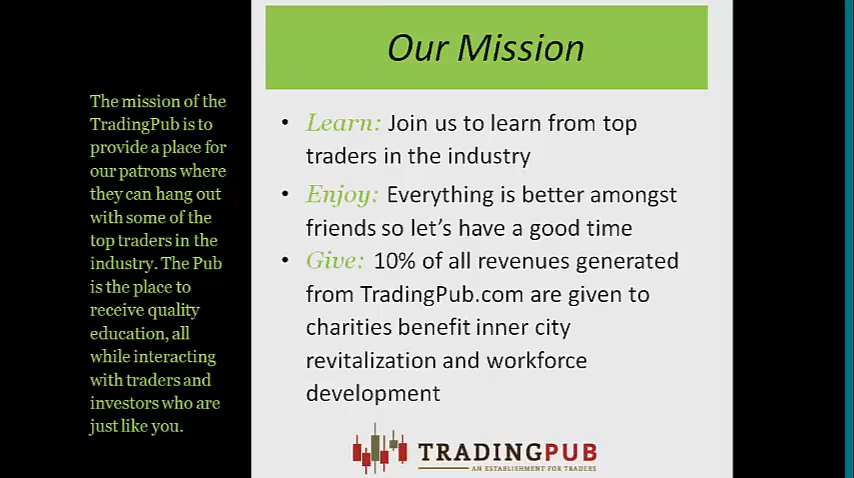 The mission of the
TradingPub is to
provide a place for
our patrons where
they can hang out
with some of the
top traders in the
industry. The Pub
is the place to
receive quality
education, all
while interacting
with traders and
investors who are
just like you.
Our Mission
• Learn: Join us to learn from top
traders in the industry
• Enjoy: Everything is better amongst
friends so let's have a good time
• Give: 10% of all revenues generated
from TradingPub.com are given to
charities benefit inner city
revitalization and workforce
development
TRADINGPUB
AN ESTABLISHMENT FOR TRADERS